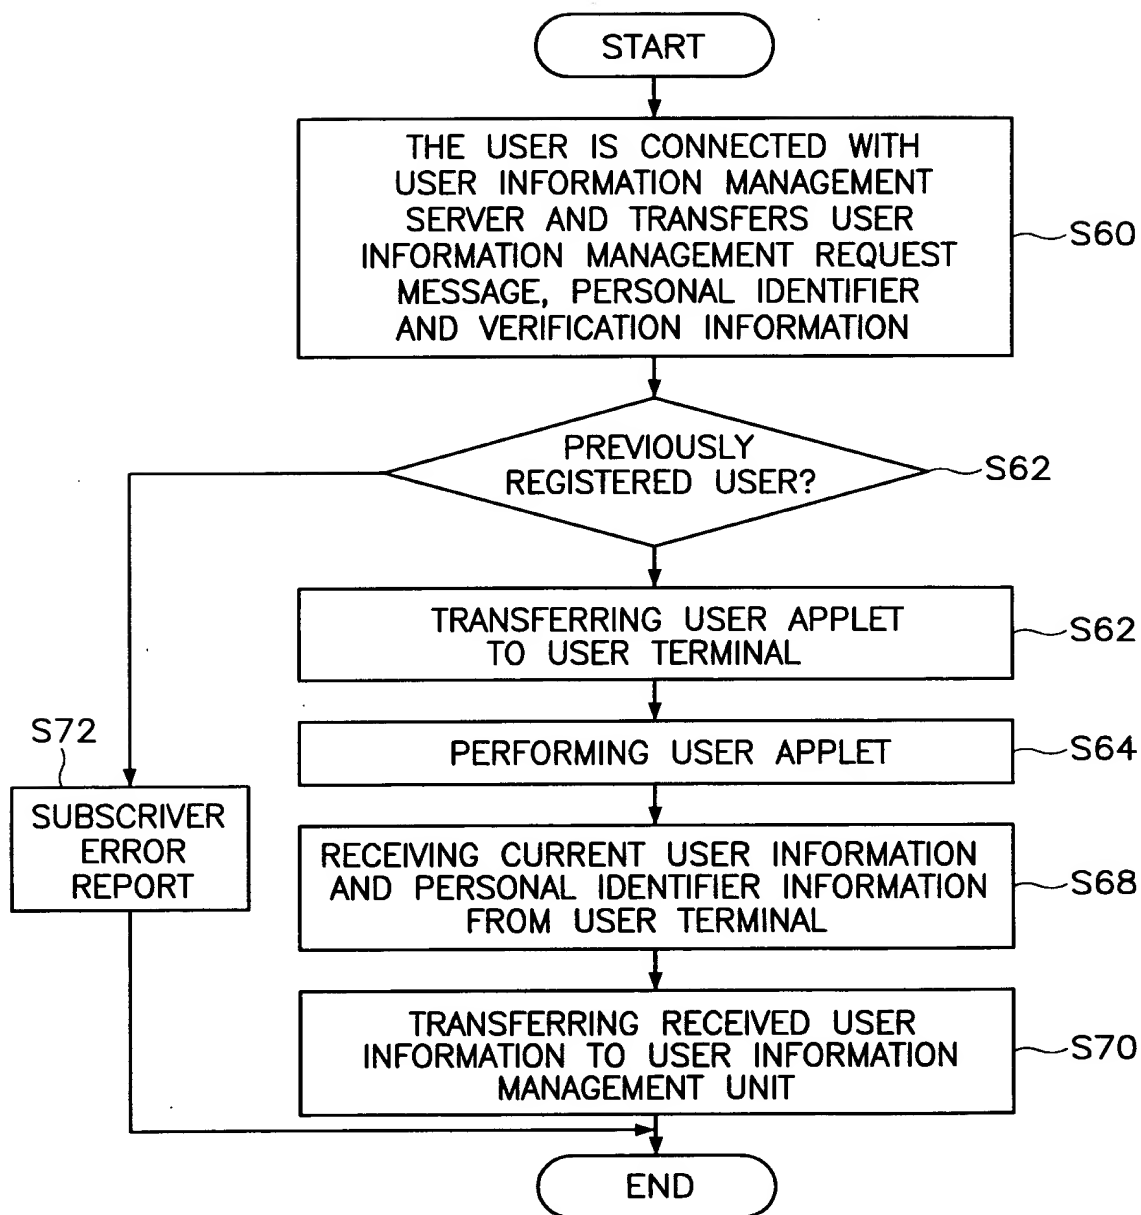 START
THE USER IS CONNECTED WITH
USER INFORMATION MANAGEMENT
SERVER AND TRANSFERS USER
INFORMATION MANAGEMENT REQUEST
MESSAGE, PERSONAL IDENTIFIER
AND VERIFICATION INFORMATION
S60
PREVIOUSLY
REGISTERED USER?
S62
TRANSFERRING USER APPLET
TO USER TERMINAL
S62
PERFORMING USER APPLET
S64
S72
SUBSCRIVER
ERROR
REPORT
RECEIVING CURRENT USER INFORMATION
AND PERSONAL IDENTIFIER INFORMATION
FROM USER TERMINAL
S68
TRANSFERRING RECEIVED USER
INFORMATION TO USER INFORMATION
MANAGEMENT UNIT
S70
END